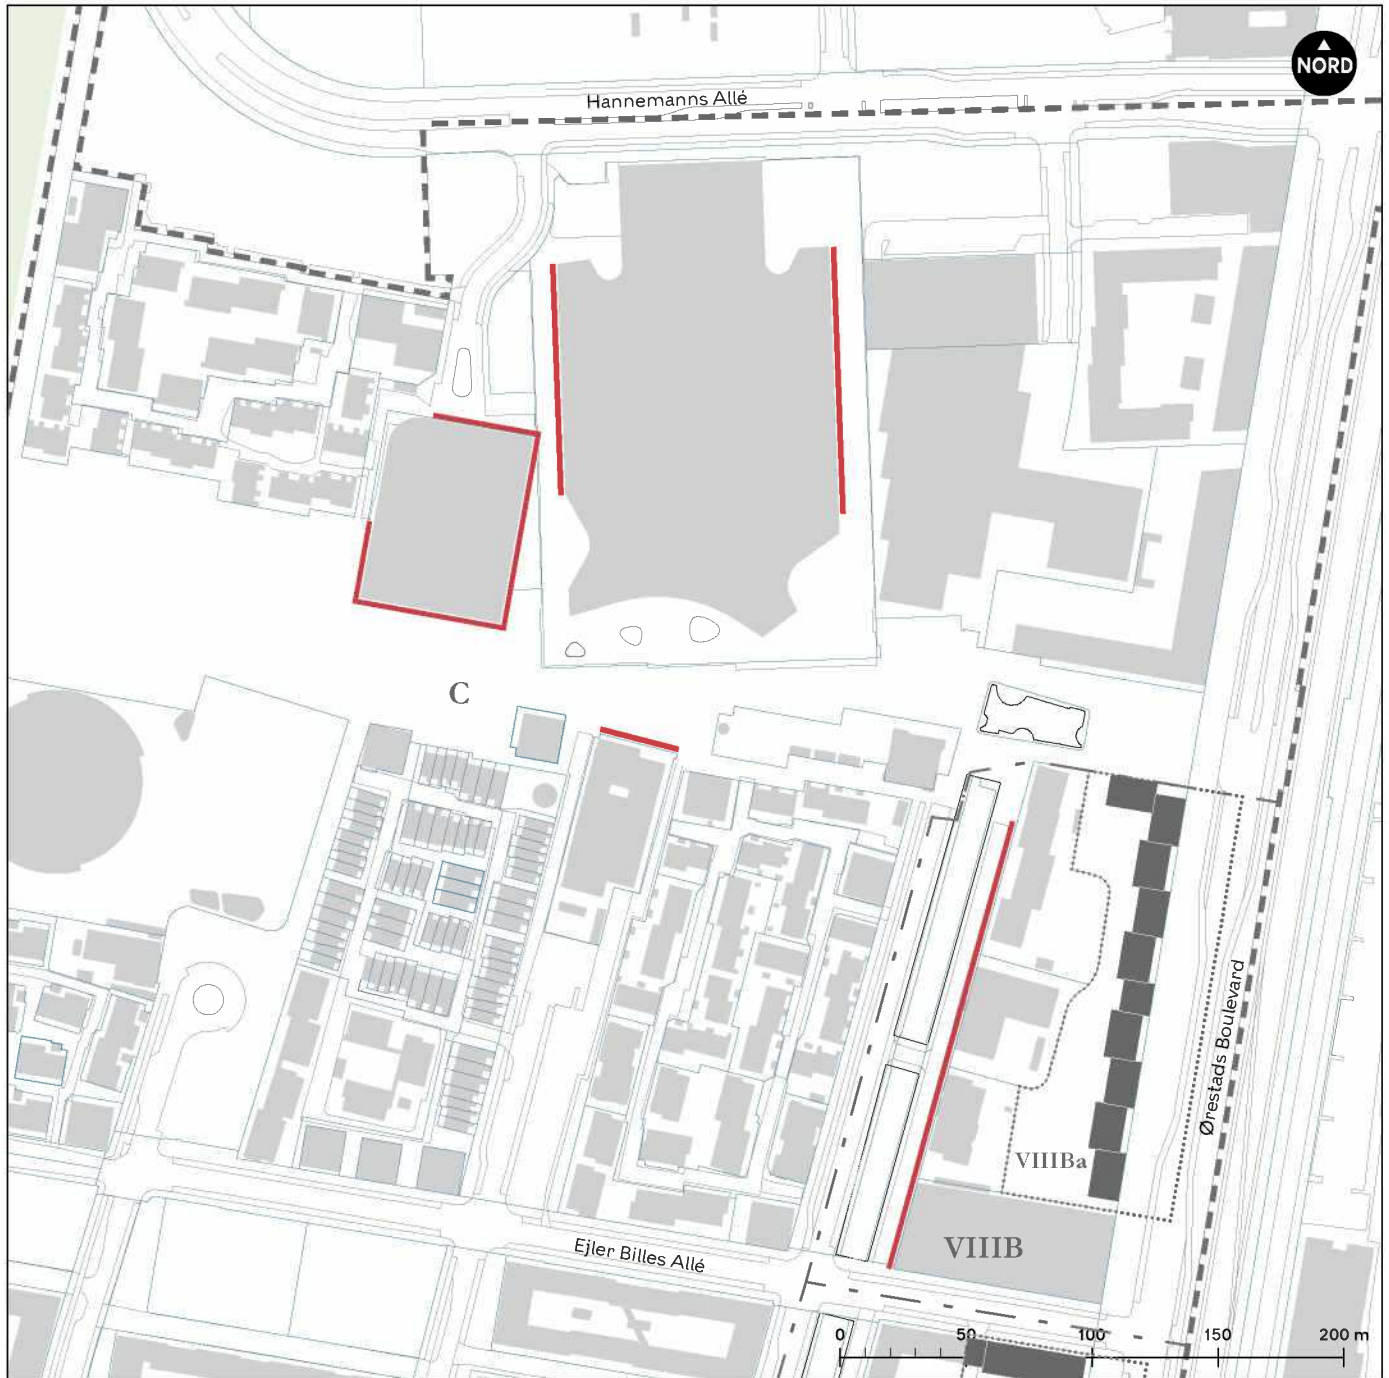 NORD
Hannemanns Allé
C
Ørestads Boulevard
VIIIBa
VIIIB
Ejler Billes Allé
0 50 100 150 200 m